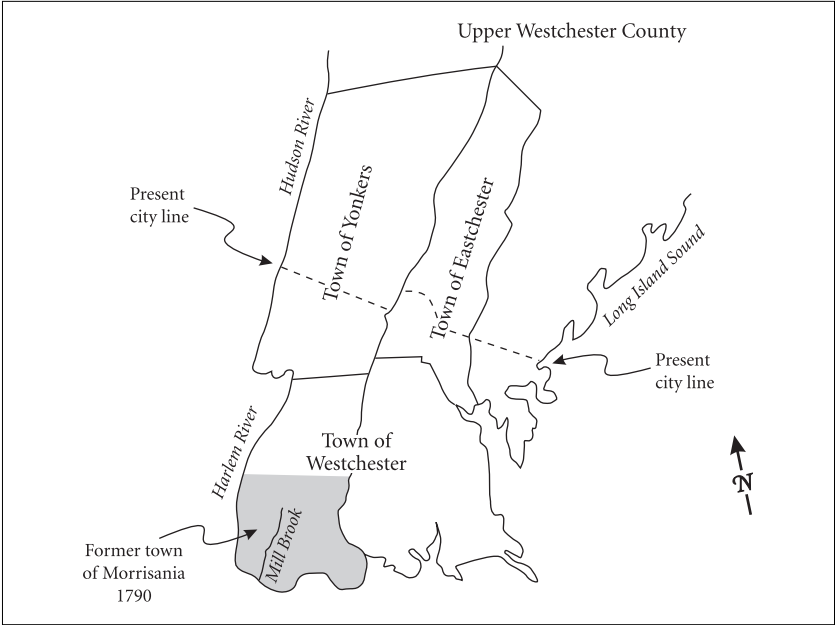 Upper Westchester County
Hudson River
Present
city line
Town of Yonkers
Town of Eastchester
Long Island Sound
Present
city line
Harlem River
Town of
Westchester
N
Mill Brook
Former town
of Morrisania
1790